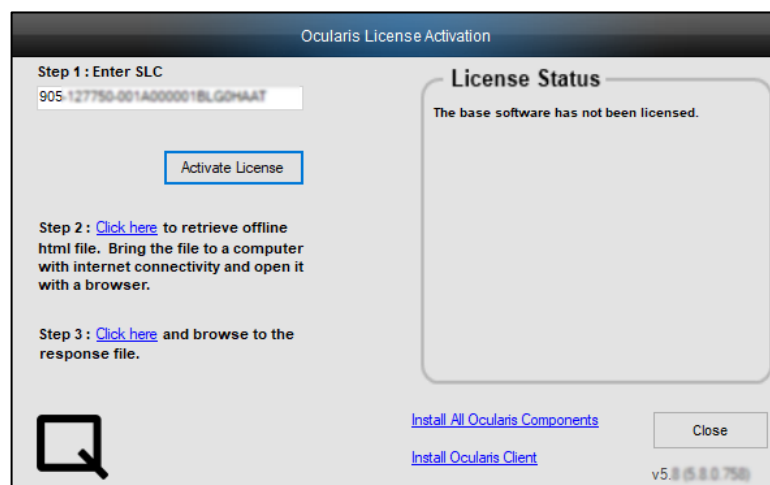 Ocularis License Activation
Step 1 : Enter SLC
905
Activate License
Step 2 : Click here to retrieve offline
html file. Bring the file to a computer
with internet connectivity and open it
with a browser.
Step 3 : Click here and browse to the
response file.
License Status
The base software has not been licensed.
Install All Ocularis Components
Install Ocularis Client
Close
v5.